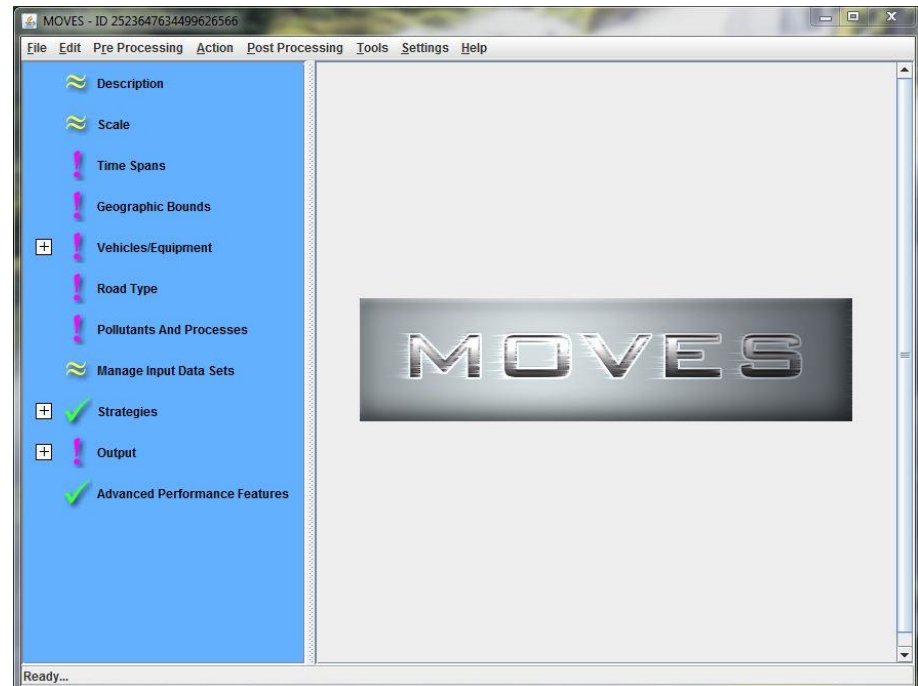 MOVES - ID 2523647634499626566
File Edit Pre Processing Action Post Processing Tools Settings Help
Description
Scale
Time Spans
Geographic Bounds
Vehicles/Equipment
Road Type
Pollutants And Processes
Manage Input Data Sets
Strategies
Output
Advanced Performance Features
MOVES
Ready...